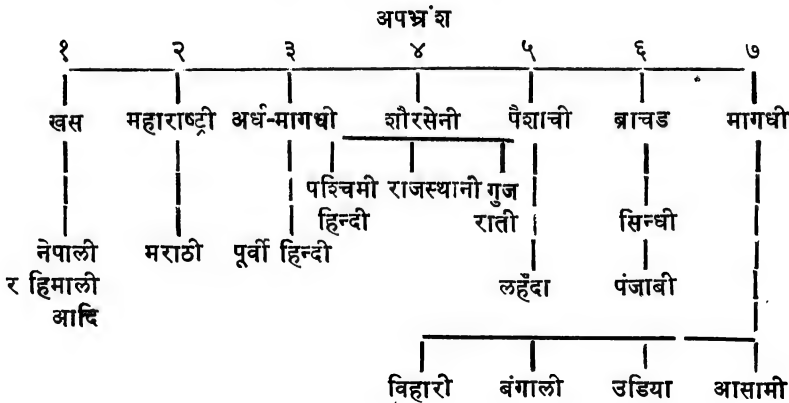 अपभ्रंश
१ २ ३ ४ ५ ६ ७
खस महाराष्ट्री अर्ध-मागधी शौरसेनी पैशाची ब्राचड मागधी
पश्चिमी राजस्थानी गुज
हिन्दी राती सिन्धी
नेपाली मराठी पूर्वी हिन्दी
र हिमाली लहँदा पंजाबी
आदि
विहारी बंगाली उडिया आसामी